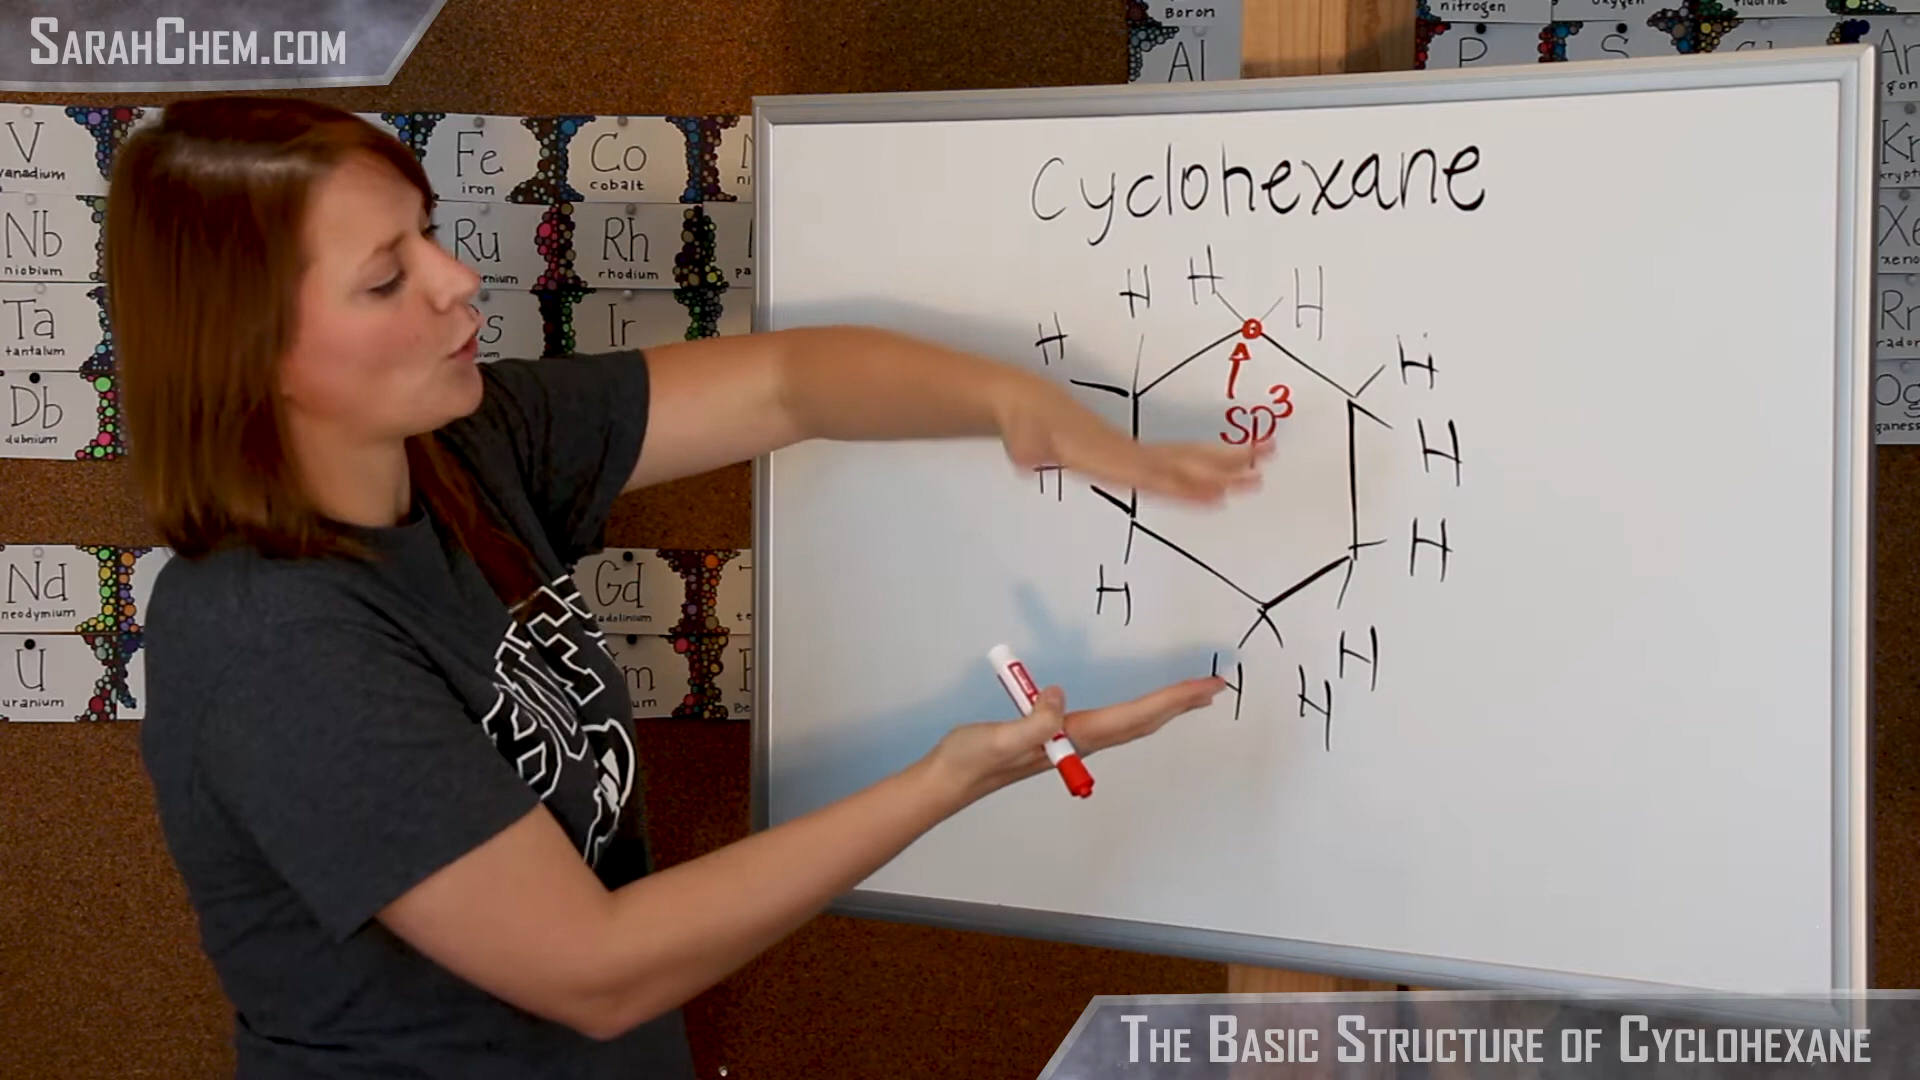 SARAHCHEM.COM
Boron
nitrogen
Al
P
S
Ar
V
vanadium
Fe
iron
Co
cobalt
Kr
Nb
niobium
Ru
Rh
rhodium
Xe
Ta
tantalum
Ir
Rn
Db
dubnium
Og
Nd
neodymium
Gd
U
uranium
Cyclohexane
H
H
H
H
H
H
SP3
H
H
H
H
H
H
THE BASIC STRUCTURE OF CYCLOHEXANE